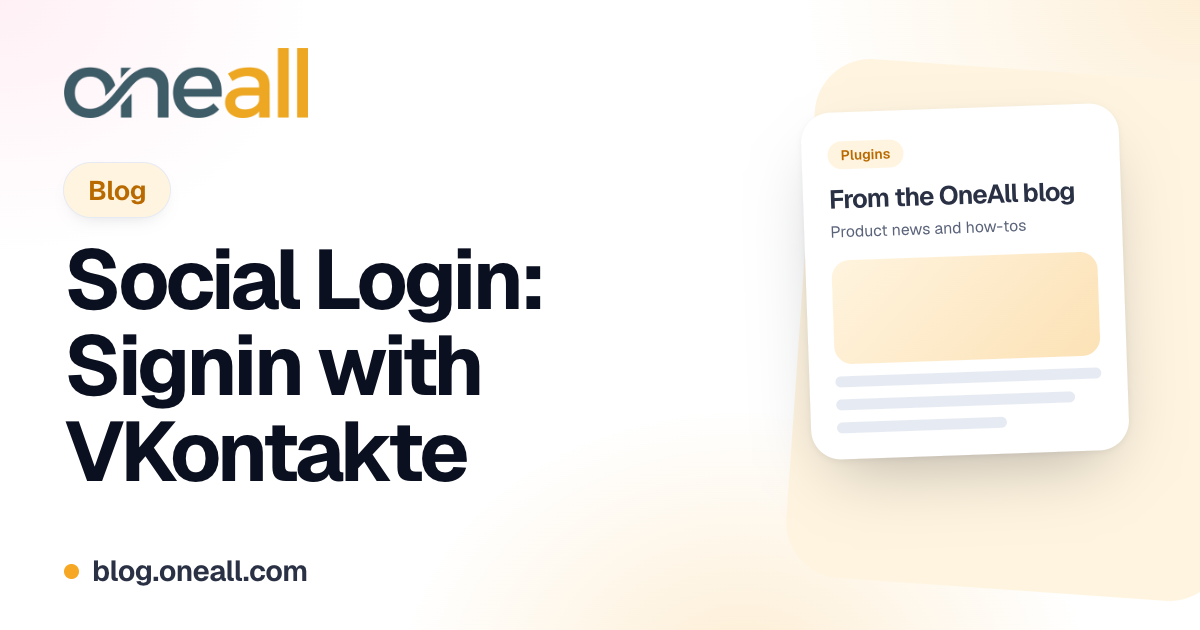 oneall
Blog
Social Login:
Signin with
VKontakte
blog.oneall.com
Plugins
From the OneAll blog
Product news and how-tos